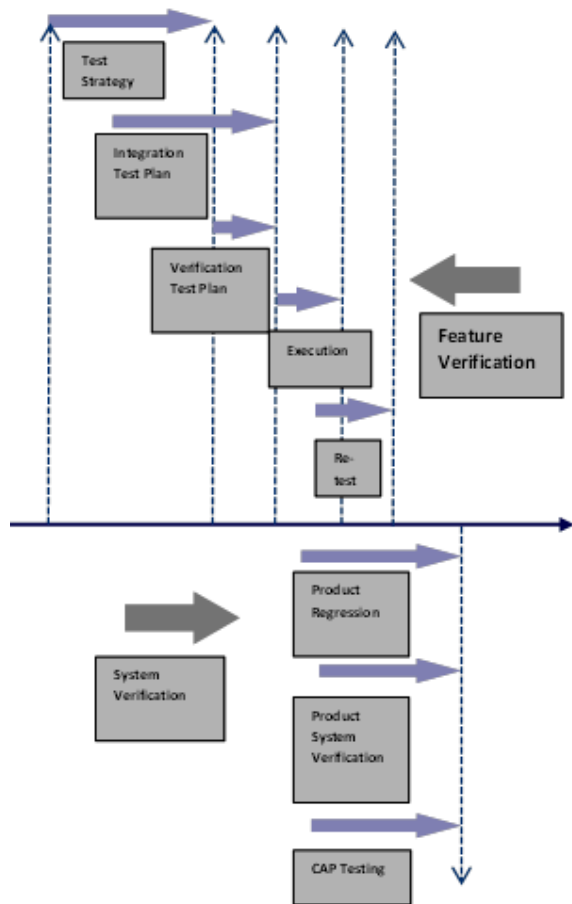 Test
Strategy
Integration
Test Plan
Verification
Test Plan
Execution
Feature
Verification
Re-
test
Product
Regression
System
Verification
Product
System
Verification
CAP Testing